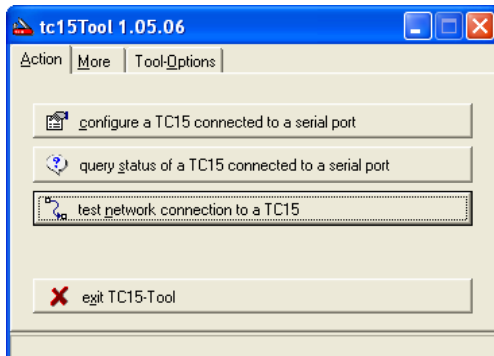 tc15Tool 1.05.06
Action More Tool-Options
configure a TC15 connected to a serial port
query status of a TC15 connected to a serial port
test network connection to a TC15
exit TC15-Tool